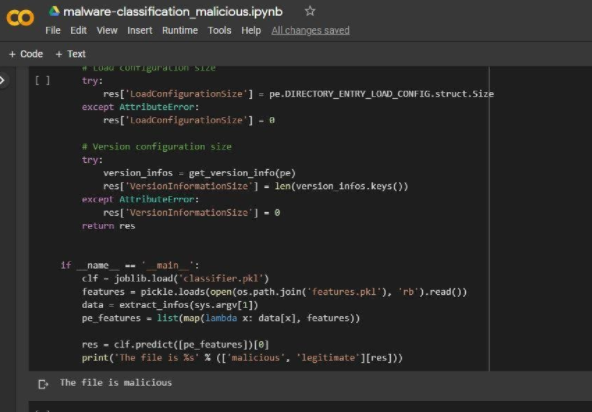 CO malware-classification_malicious.ipynb
File Edit View Insert Runtime Tools Help All changes saved
+ Code + Text
# Load configuration size
[ ] try:
res['LoadConfigurationSize'] = pe.DIRECTORY_ENTRY_LOAD_CONFIG.struct.Size
except AttributeError:
res['LoadConfigurationSize'] = 0
# Version configuration size
try:
version_infos = get_version_info(pe)
res['VersionInformationSize'] = len(version_infos.keys())
except AttributeError:
res['VersionInformationSize'] = 0
return res
if __name__ == '__main__':
clf = joblib.load('classifier.pkl')
features = pickle.loads(open(os.path.join('features.pkl'), 'rb').read())
data = extract_infos(sys.argv[1])
pe_features = list(map(lambda x: data[x], features))
res = clf.predict([pe_features])[0]
print('The file is %s' % (['malicious', 'legitimate'][res]))
The file is malicious